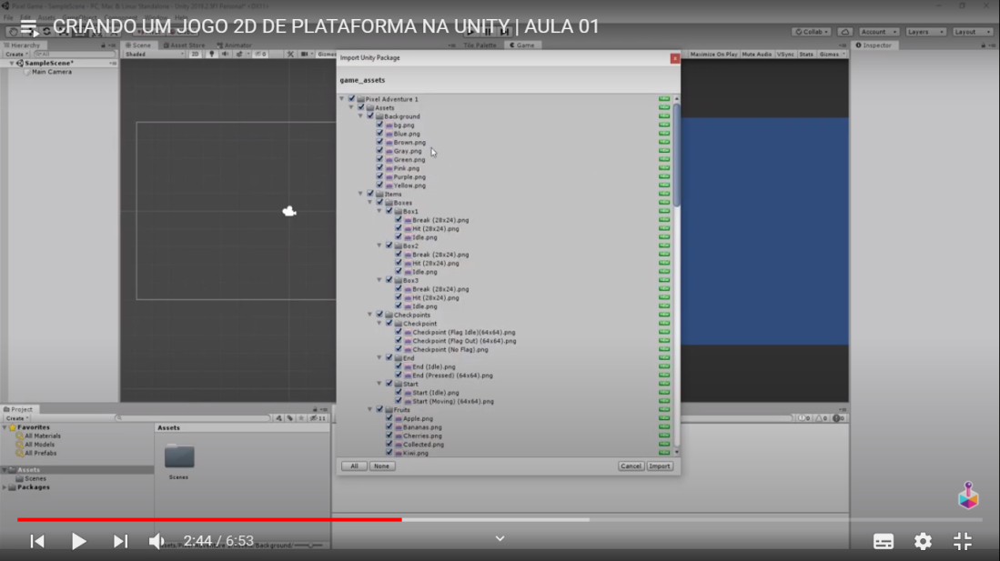 CRIANDO UM JOGO 2D DE PLATAFORMA NA UNITY | AULA 01
Collab
Account
Layers
Layout
Hierarchy
Scene
Asset Store
Animator
Tile Palette
Game
Inspector
Create
All
Shaded
2D
Gizmos
Maximize On Play
Mute Audio
VSync
Stats
Gizmos
SampleScene*
Main Camera
Import Unity Package
game_assets
Pixel Adventure 1
Assets
Background
bg.png
Blue.png
Brown.png
Gray.png
Green.png
Pink.png
Purple.png
Yellow.png
Items
Boxes
Box1
Break (28x24).png
Hit (28x24).png
Idle.png
Box2
Break (28x24).png
Hit (28x24).png
Idle.png
Box3
Break (28x24).png
Hit (28x24).png
Idle.png
Checkpoints
Checkpoint
Checkpoint (Flag Idle)(64x64).png
Checkpoint (Flag Out) (64x64).png
Checkpoint (No Flag).png
End
End (Idle).png
End (Pressed) (64x64).png
Start
Start (Idle).png
Start (Moving) (64x64).png
Fruits
Apple.png
Bananas.png
Cherries.png
Collected.png
Kiwi.png
All
None
Cancel
Import
Project
Create
11
0
0
0
Favorites
All Materials
All Models
All Prefabs
Assets
Scenes
Packages
Assets
Scenes
2:44 / 6:53